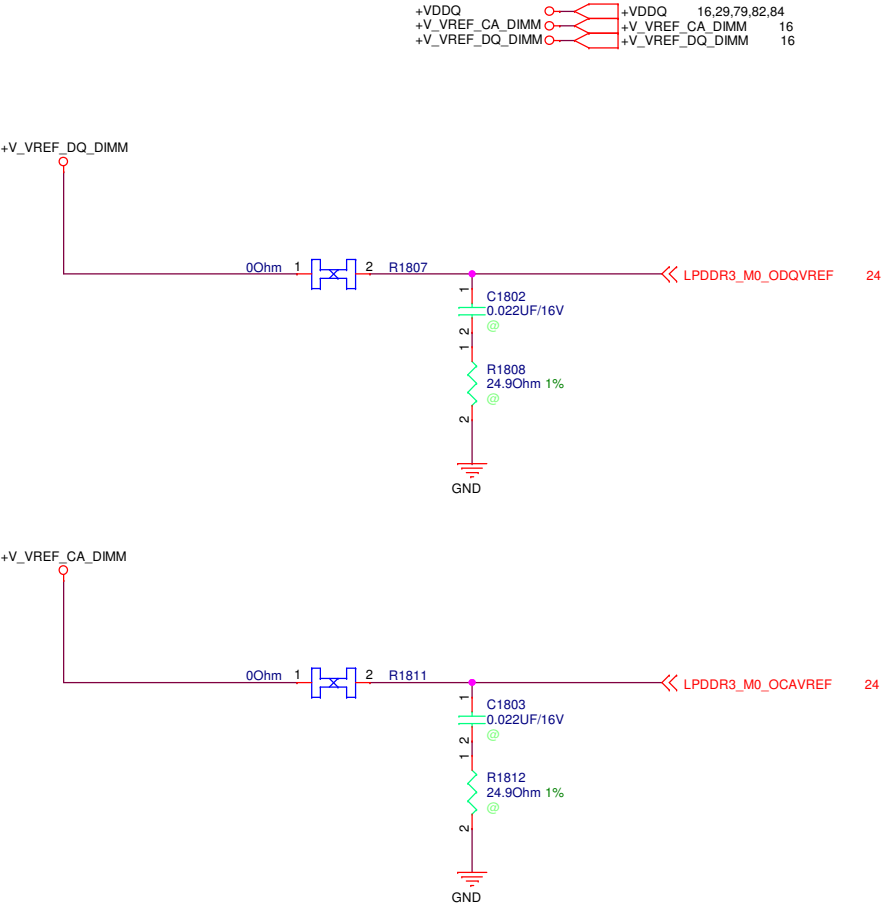 +VDDQ +VDDQ 16,29,79,82,84
+V_VREF_CA_DIMM +V_VREF_CA_DIMM 16
+V_VREF_DQ_DIMM +V_VREF_DQ_DIMM 16
+V_VREF_DQ_DIMM
0Ohm 1 2 R1807
LPDDR3_M0_ODQVREF 24
1
C1802
0.022UF/16V
@
2
1
R1808
24.9Ohm 1%
@
2
GND
+V_VREF_CA_DIMM
0Ohm 1 2 R1811
LPDDR3_M0_OCAVREF 24
1
C1803
0.022UF/16V
@
2
1
R1812
24.9Ohm 1%
@
2
GND